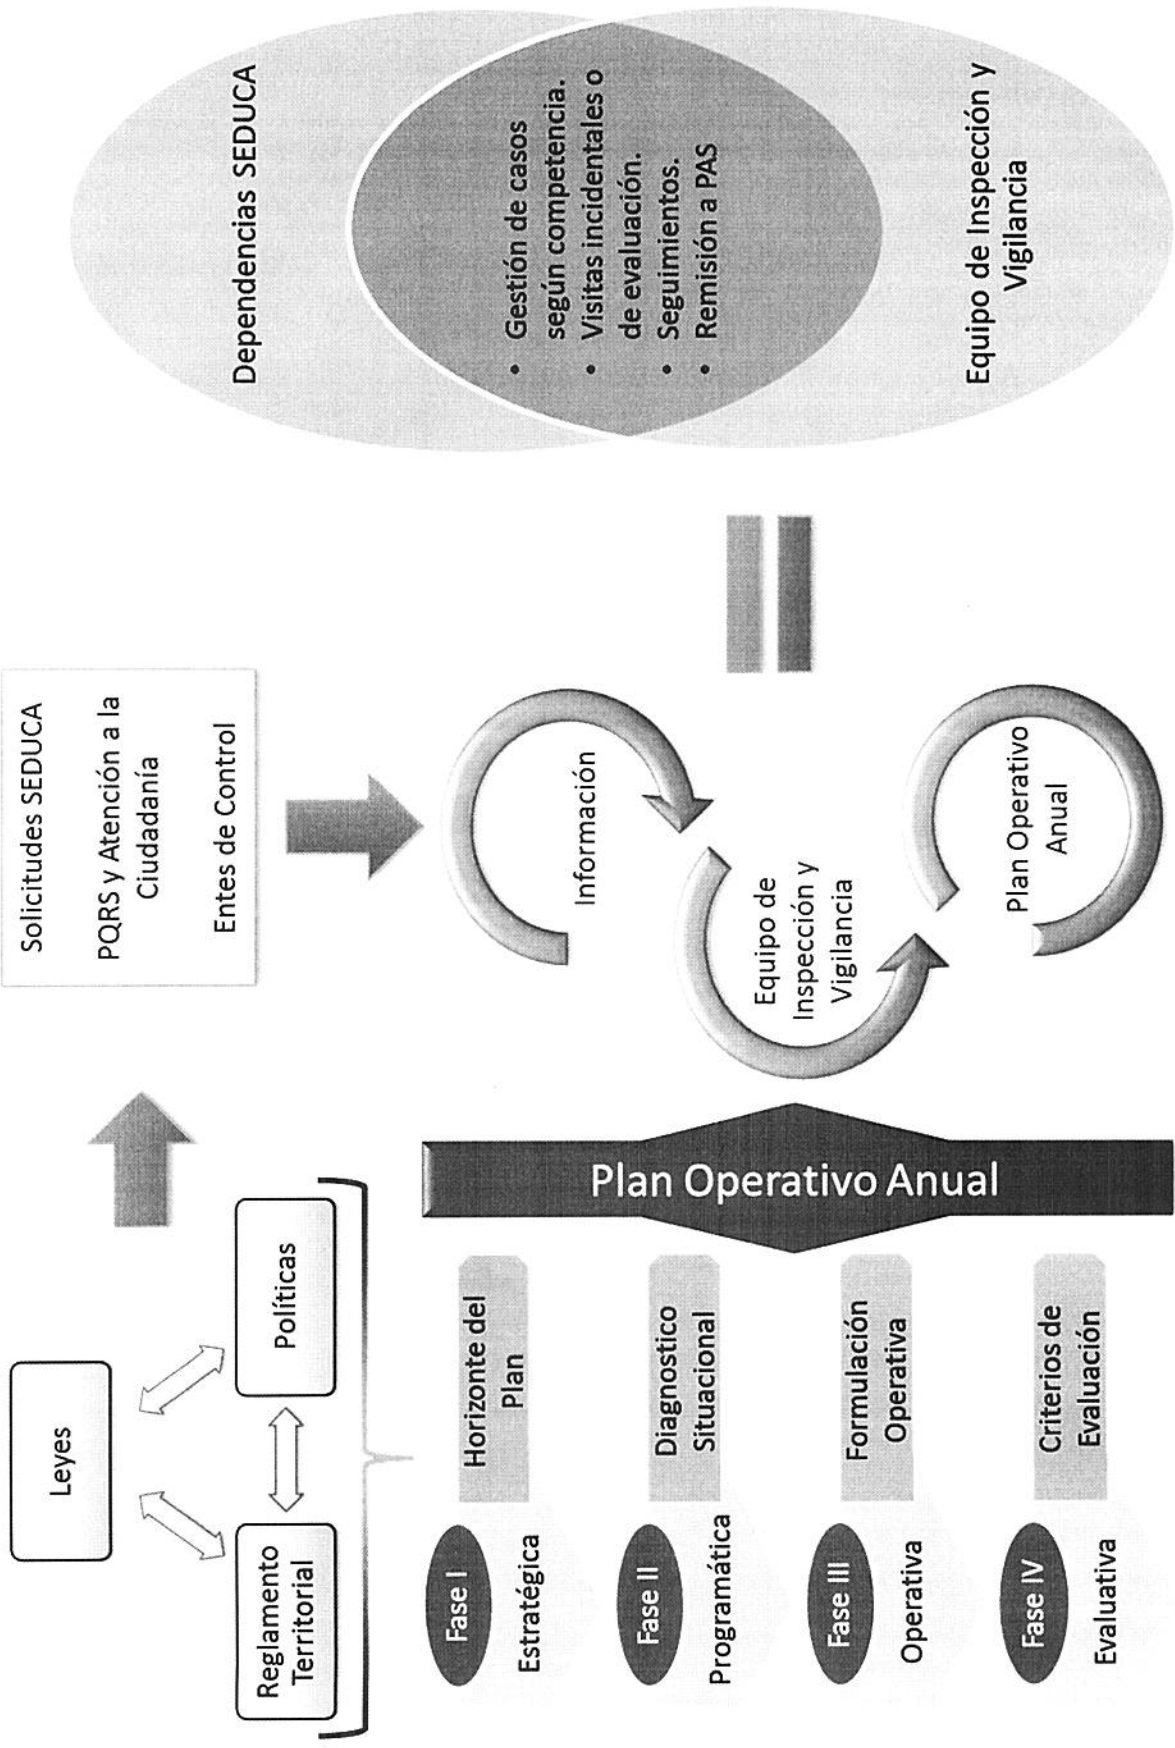 Leyes
Reglamento
Territorial
Políticas
Fase I
Estratégica
Horizonte del
Plan
Fase II
Programática
Diagnostico
Situacional
Fase III
Operativa
Formulación
Operativa
Fase IV
Evaluativa
Criterios de
Evaluación
Plan Operativo Anual
Solicitudes SEDUCA
PQRS y Atención a la
Ciudadanía
Entes de Control
Información
Equipo de
Inspección y
Vigilancia
Plan Operativo
Anual
Dependencias SEDUCA
• Gestión de casos
según competencia.
• Visitas incidentales o
de evaluación.
• Seguimientos.
• Remisión a PAS
Equipo de Inspección y
Vigilancia